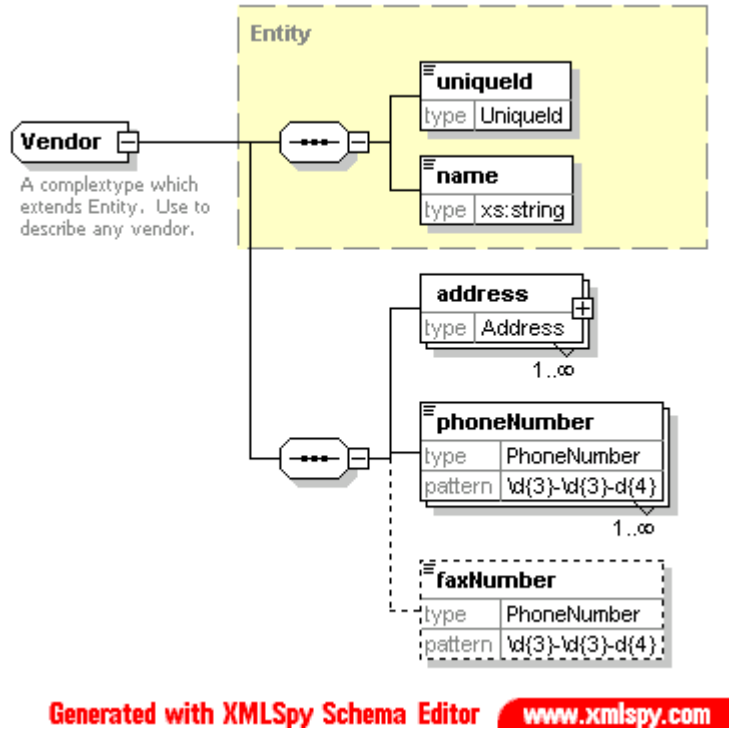 Entity
uniqueId
type UniqueId
Vendor
name
type xs:string
A complextype which
extends Entity. Use to
describe any vendor.
address
type Address
1..∞
phoneNumber
type PhoneNumber
pattern \d{3}-\d{3}-d{4}
1..∞
faxNumber
type PhoneNumber
pattern \d{3}-\d{3}-d{4}
Generated with XMLSpy Schema Editor www.xmlspy.com